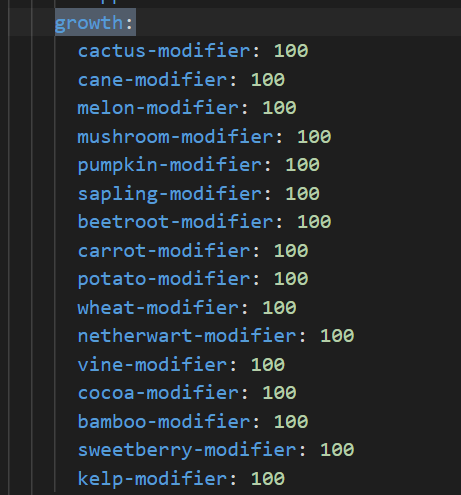 growth:
cactus-modifier: 100
cane-modifier: 100
melon-modifier: 100
mushroom-modifier: 100
pumpkin-modifier: 100
sapling-modifier: 100
beetroot-modifier: 100
carrot-modifier: 100
potato-modifier: 100
wheat-modifier: 100
netherwart-modifier: 100
vine-modifier: 100
cocoa-modifier: 100
bamboo-modifier: 100
sweetberry-modifier: 100
kelp-modifier: 100